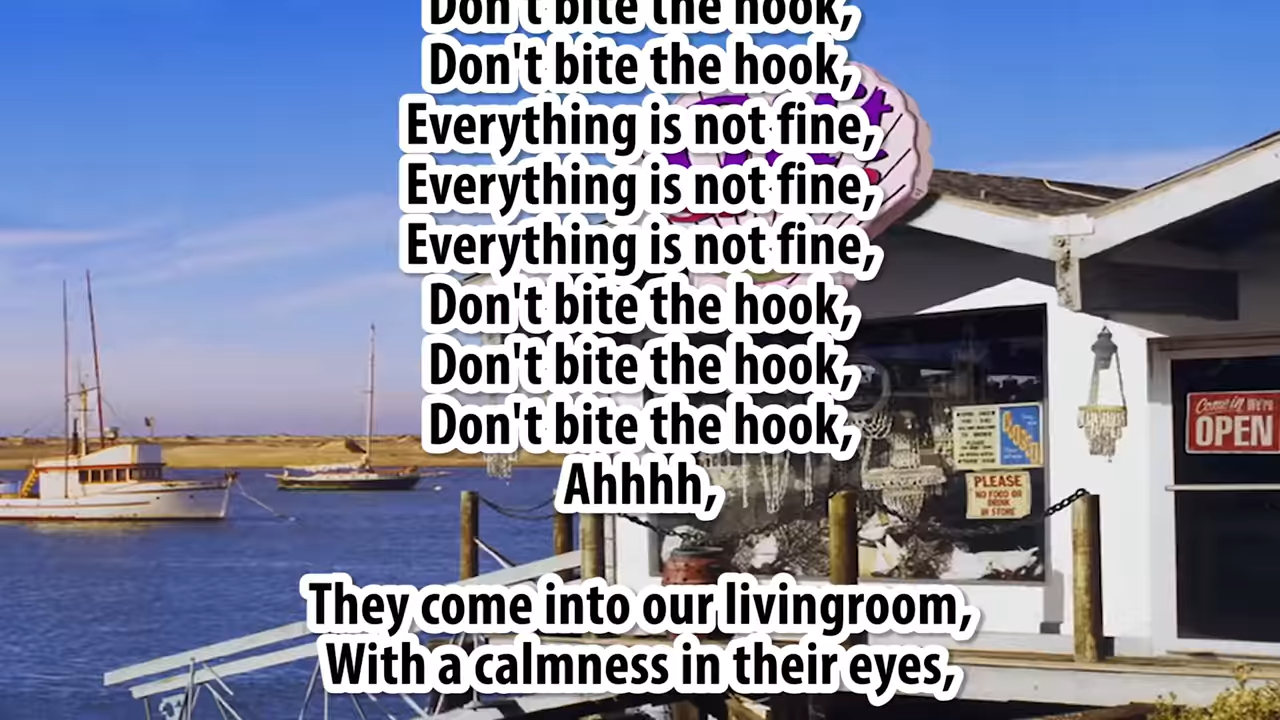 Don't bite the hook,
Don't bite the hook,
Everything is not fine,
Everything is not fine,
Everything is not fine,
Don't bite the hook,
Don't bite the hook,
Don't bite the hook,
Ahhhh,
They come into our livingroom,
With a calmness in their eyes,
Come in We're
OPEN
PLEASE
NO FOOD OR
DRINK
IN STORE